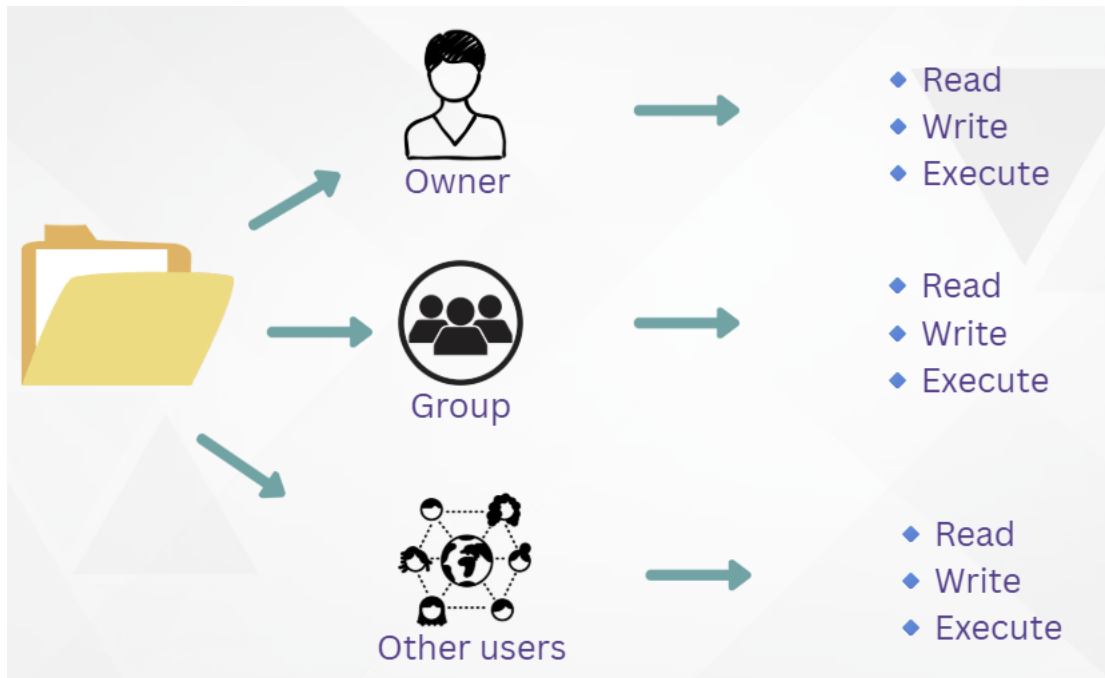 Owner
Read
Write
Execute
Group
Read
Write
Execute
Other users
Read
Write
Execute